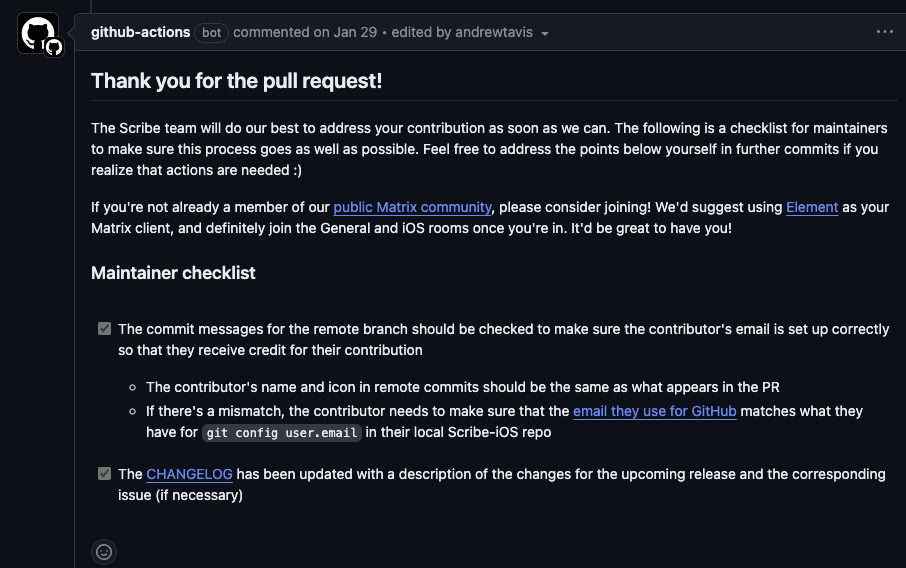 github-actions bot commented on Jan 29 • edited by andrewtavis
Thank you for the pull request!
The Scribe team will do our best to address your contribution as soon as we can. The following is a checklist for maintainers
to make sure this process goes as well as possible. Feel free to address the points below yourself in further commits if you
realize that actions are needed :)
If you're not already a member of our public Matrix community, please consider joining! We'd suggest using Element as your
Matrix client, and definitely join the General and iOS rooms once you're in. It'd be great to have you!
Maintainer checklist
The commit messages for the remote branch should be checked to make sure the contributor's email is set up correctly
so that they receive credit for their contribution
The contributor's name and icon in remote commits should be the same as what appears in the PR
If there's a mismatch, the contributor needs to make sure that the email they use for GitHub matches what they
have for git config user.email in their local Scribe-iOS repo
The CHANGELOG has been updated with a description of the changes for the upcoming release and the corresponding
issue (if necessary)